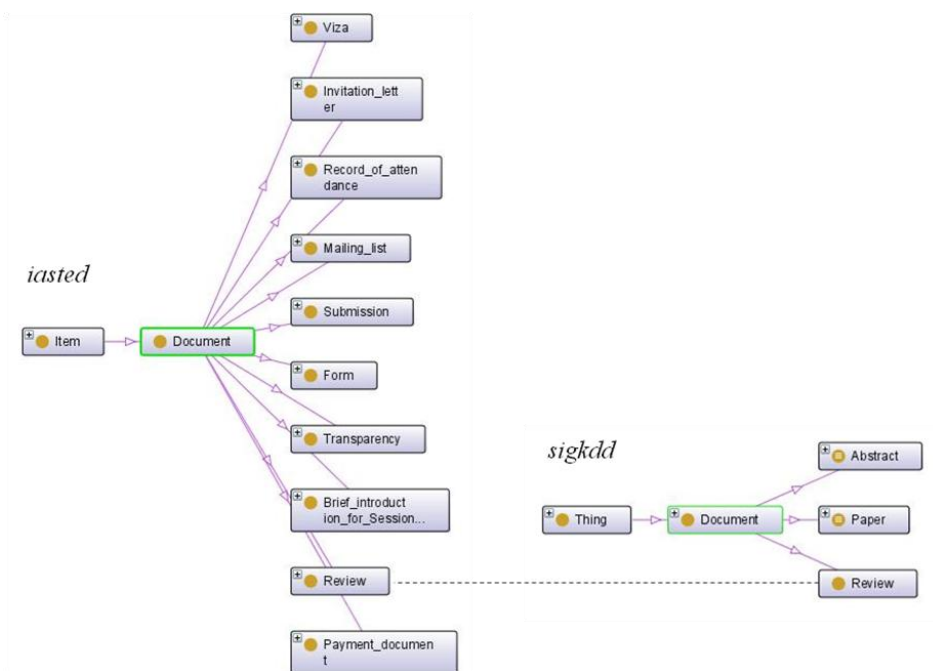 Viza
Invitation_lett
er
Record_of_atten
dance
Mailing_list
iasted
Submission
Item
Document
Form
Transparency
Brief_introduct
ion_for_Session...
Review
Payment_documen
t
sigkdd
Abstract
Thing
Document
Paper
Review